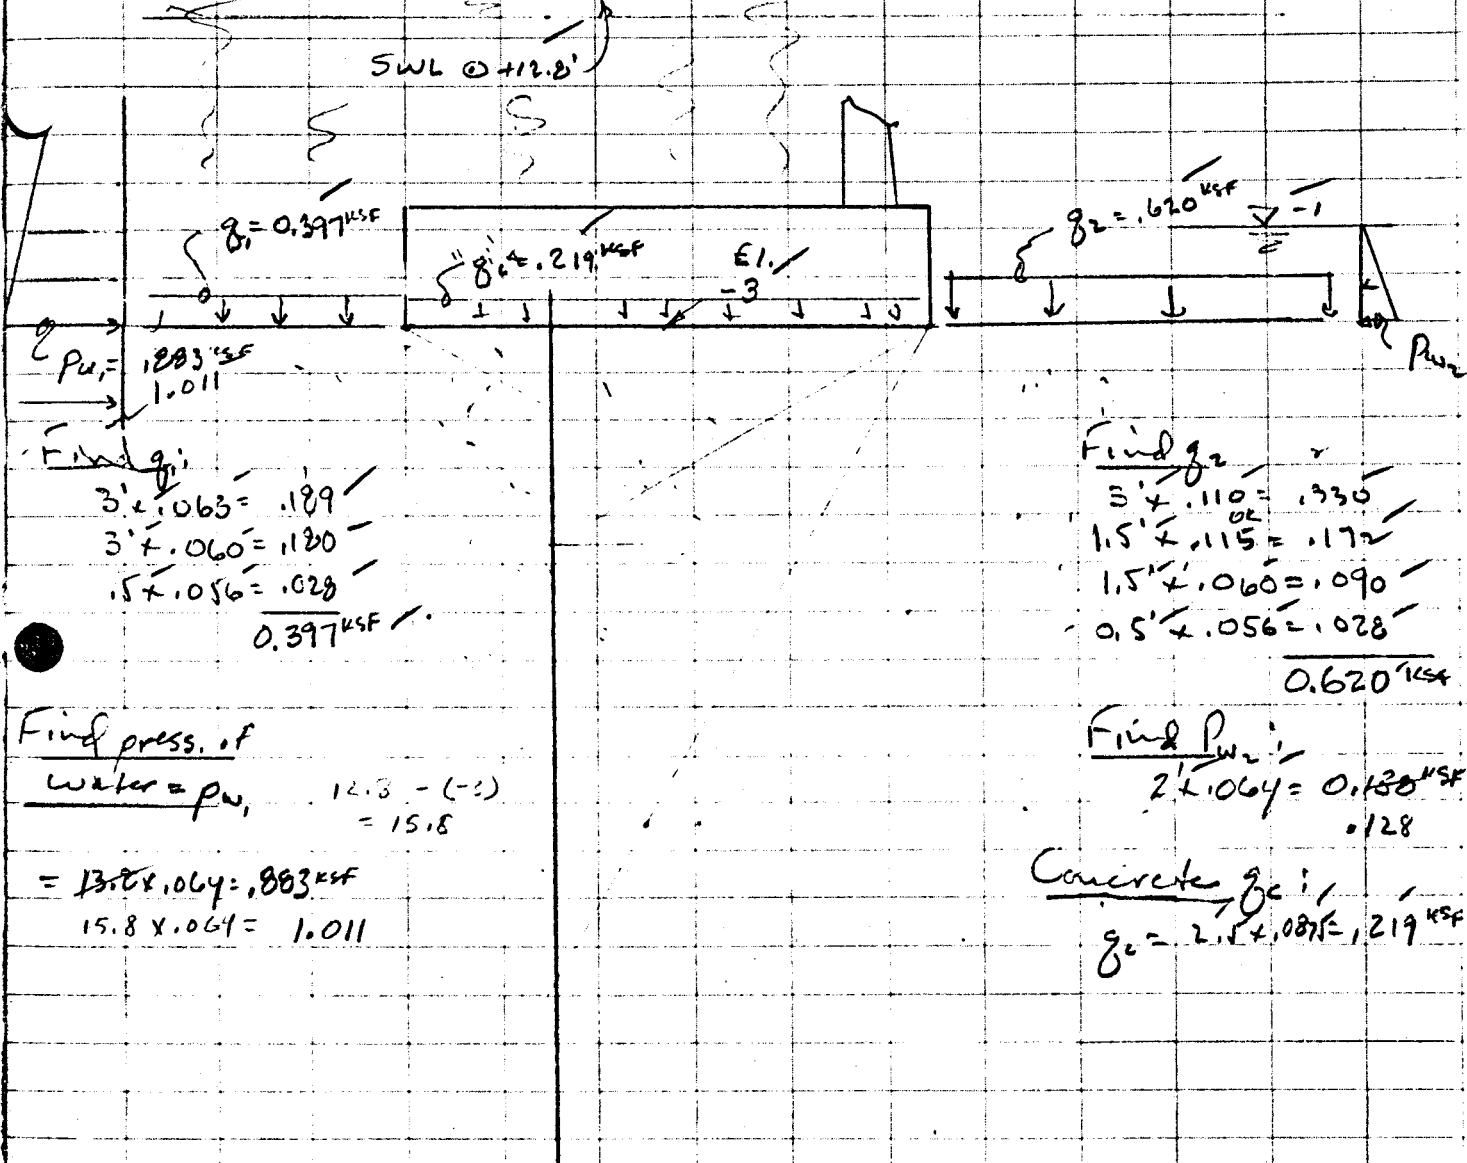 SWL @ +12.8'
q₁ = 0.397 KSF
"q꜀" = .219 KSF
El.
-3
q₂ = .620 KSF
-1
Pw₁ = .883 KSF
1.011
Pw₂
Find q₁:
3' x .063 = .189
3' x .060 = .180
.5 x .056 = .028
0.397 KSF
Find press. of
water = pw₁
12.8 - (-3)
= 15.8
= 13.8 x .064 = .883 KSF
15.8 x .064 = 1.011
Find q₂
3' x .110 = .330
OK
1.5' x .115 = .172
1.5' x .060 = .090
0.5' x .056 = .028
0.620 KSF
Find Pw₂:
2' x .064 = 0.138 KSF
.128
Concrete q꜀:
q꜀ = 2.5 x .0875 = .219 KSF